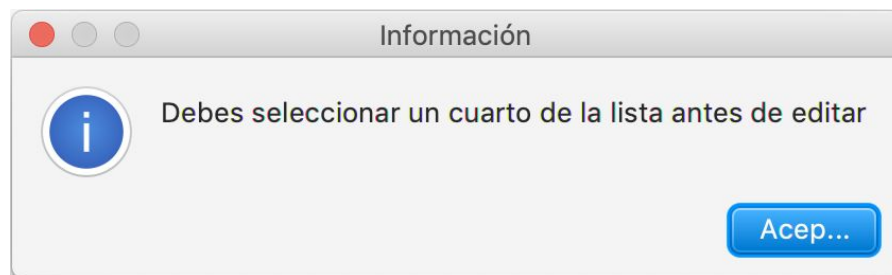 Información
Debes seleccionar un cuarto de la lista antes de editar
Acep...